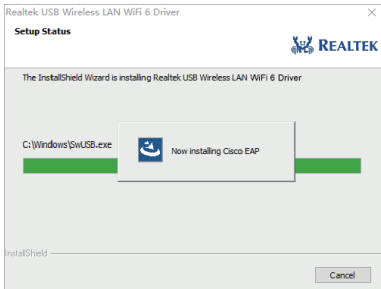 Realtek USB Wireless LAN WiFi 6 Driver
Setup Status
REALTEK
The InstallShield Wizard is installing Realtek USB Wireless LAN WiFi 6 Driver
C:\Windows\SwUSB.exe
Now installing Cisco EAP
InstallShield
Cancel